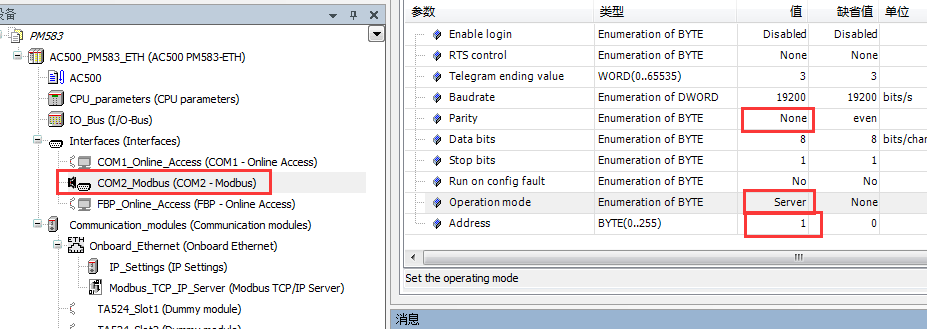 设备
PM583
AC500_PM583_ETH (AC500 PM583-ETH)
AC500
CPU_parameters (CPU parameters)
IO_Bus (I/O-Bus)
Interfaces (Interfaces)
COM1_Online_Access (COM1 - Online Access)
COM2_Modbus (COM2 - Modbus)
FBP_Online_Access (FBP - Online Access)
Communication_modules (Communication modules)
ETH
Onboard_Ethernet (Onboard Ethernet)
IP_Settings (IP Settings)
Modbus_TCP_IP_Server (Modbus TCP/IP Server)
TA524_Slot1 (Dummy module)
TA524_Slot2 (Dummy module)
参数 类型 值 缺省值 单位
Enable login Enumeration of BYTE Disabled Disabled
RTS control Enumeration of BYTE None None
Telegram ending value WORD(0..65535) 3 3
Baudrate Enumeration of DWORD 19200 19200 bits/s
Parity Enumeration of BYTE None even
Data bits Enumeration of BYTE 8 8 bits/char
Stop bits Enumeration of BYTE 1 1
Run on config fault Enumeration of BYTE No No
Operation mode Enumeration of BYTE Server None
Address BYTE(0..255) 1 0
Set the operating mode
消息